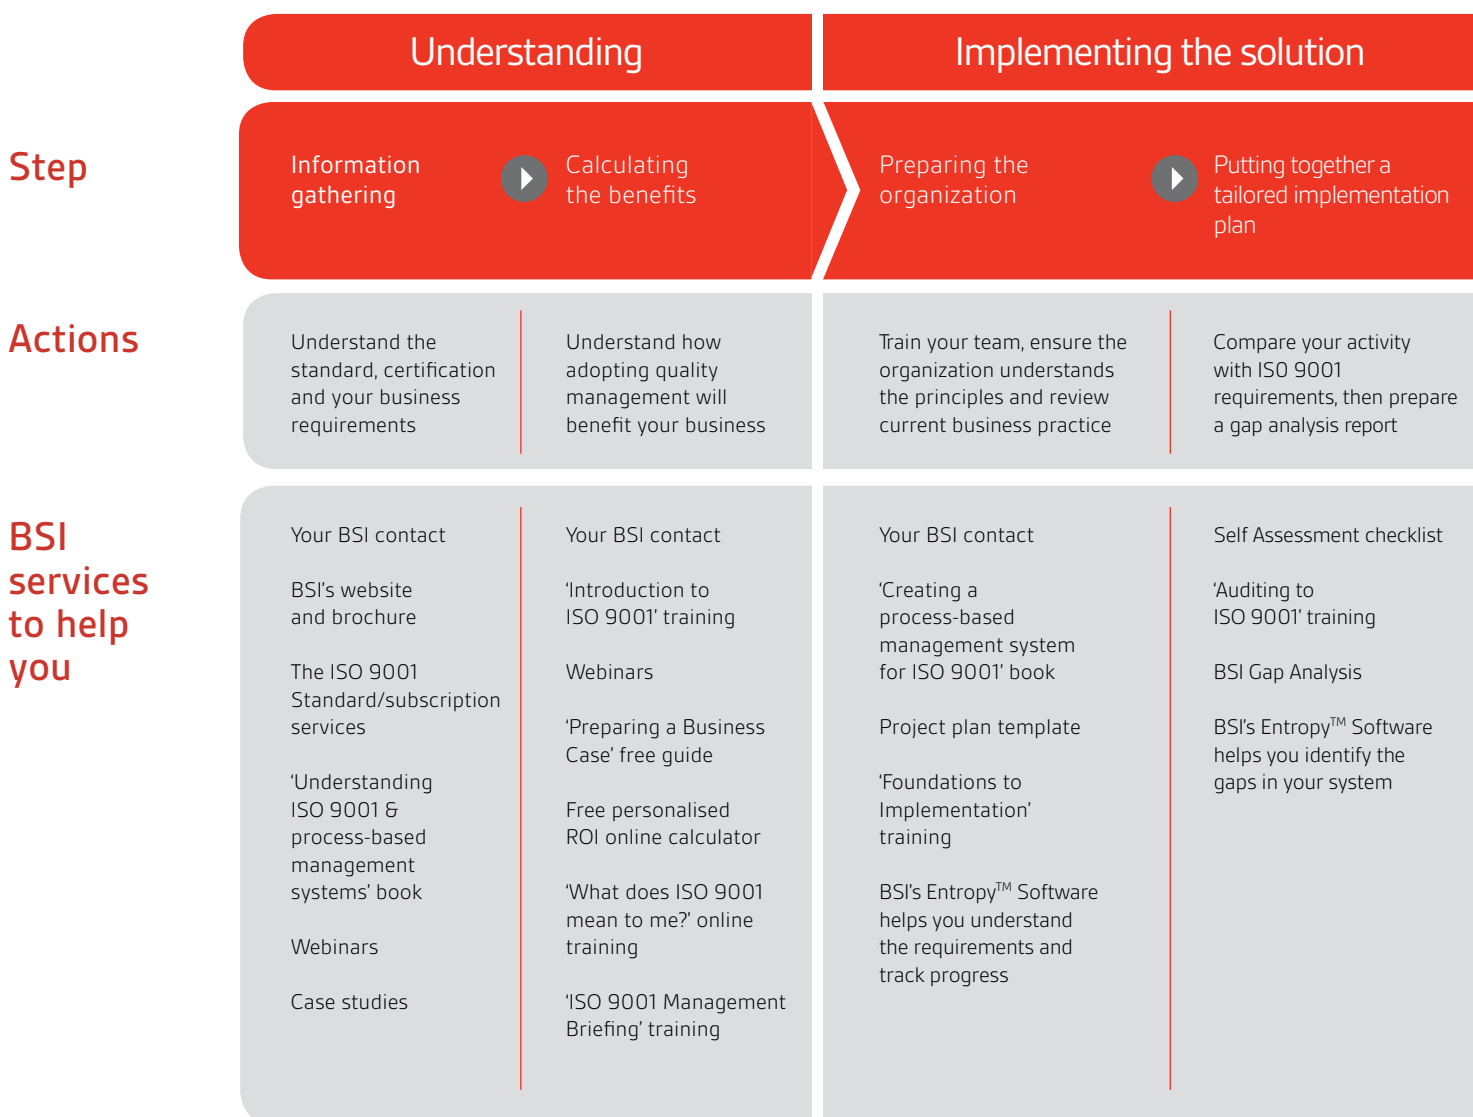 Understanding
Implementing the solution
Step
Information
gathering
Calculating
the benefits
Preparing the
organization
Putting together a
tailored implementation
plan
Actions
Understand the
standard, certification
and your business
requirements
Understand how
adopting quality
management will
benefit your business
Train your team, ensure the
organization understands
the principles and review
current business practice
Compare your activity
with ISO 9001
requirements, then prepare
a gap analysis report
BSI
services
to help
you
Your BSI contact
BSI's website
and brochure
The ISO 9001
Standard/subscription
services
‘Understanding
ISO 9001 &
process-based
management
systems’ book
Webinars
Case studies
Your BSI contact
‘Introduction to
ISO 9001’ training
Webinars
‘Preparing a Business
Case’ free guide
Free personalised
ROI online calculator
‘What does ISO 9001
mean to me?’ online
training
‘ISO 9001 Management
Briefing’ training
Your BSI contact
‘Creating a
process-based
management system
for ISO 9001’ book
Project plan template
‘Foundations to
Implementation’
training
BSI's Entropy™ Software
helps you understand
the requirements and
track progress
Self Assessment checklist
‘Auditing to
ISO 9001’ training
BSI Gap Analysis
BSI's Entropy™ Software
helps you identify the
gaps in your system